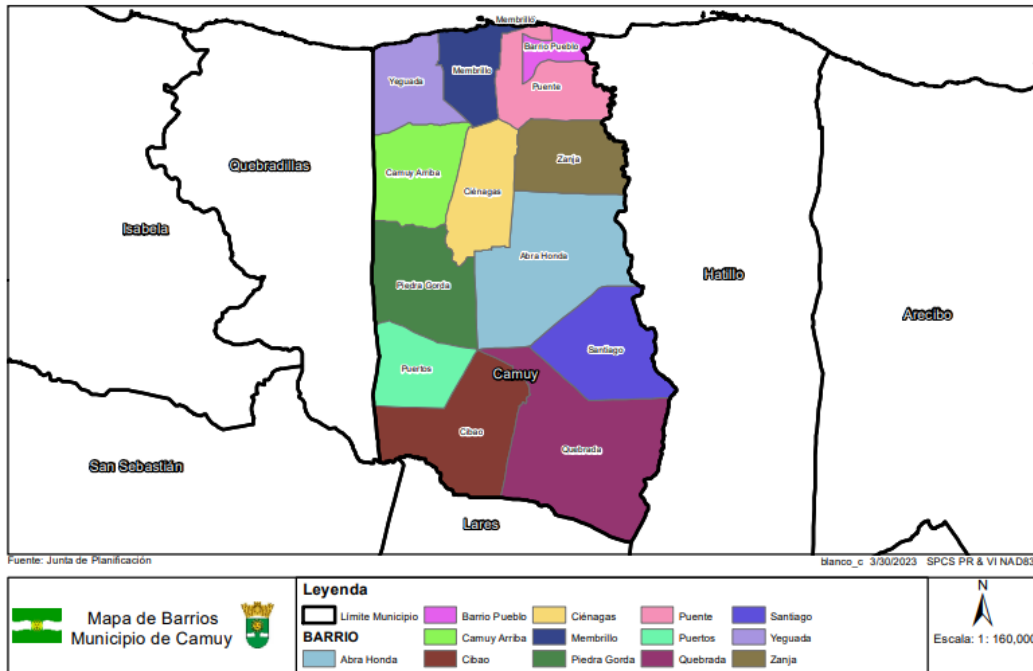 Membrillo
Barrio Pueblo
Yeguada
Membrillo
Puente
Quebradillas
Camuy Arriba
Ciénagas
Zanja
Isabela
Abra Honda
Hatillo
Piedra Gorda
Arecibo
Santiago
Puertos
Camuy
Cibao
Quebrada
San Sebastián
Lares
Fuente: Junta de Planificación
blanco_c 3/30/2023 SPCS PR & VI NAD83
Mapa de Barrios
Municipio de Camuy
Leyenda
Límite Municipio
BARRIO
Abra Honda
Barrio Pueblo
Camuy Arriba
Cibao
Ciénagas
Membrillo
Piedra Gorda
Puente
Puertos
Quebrada
Santiago
Yeguada
Zanja
N
Escala: 1: 160,000